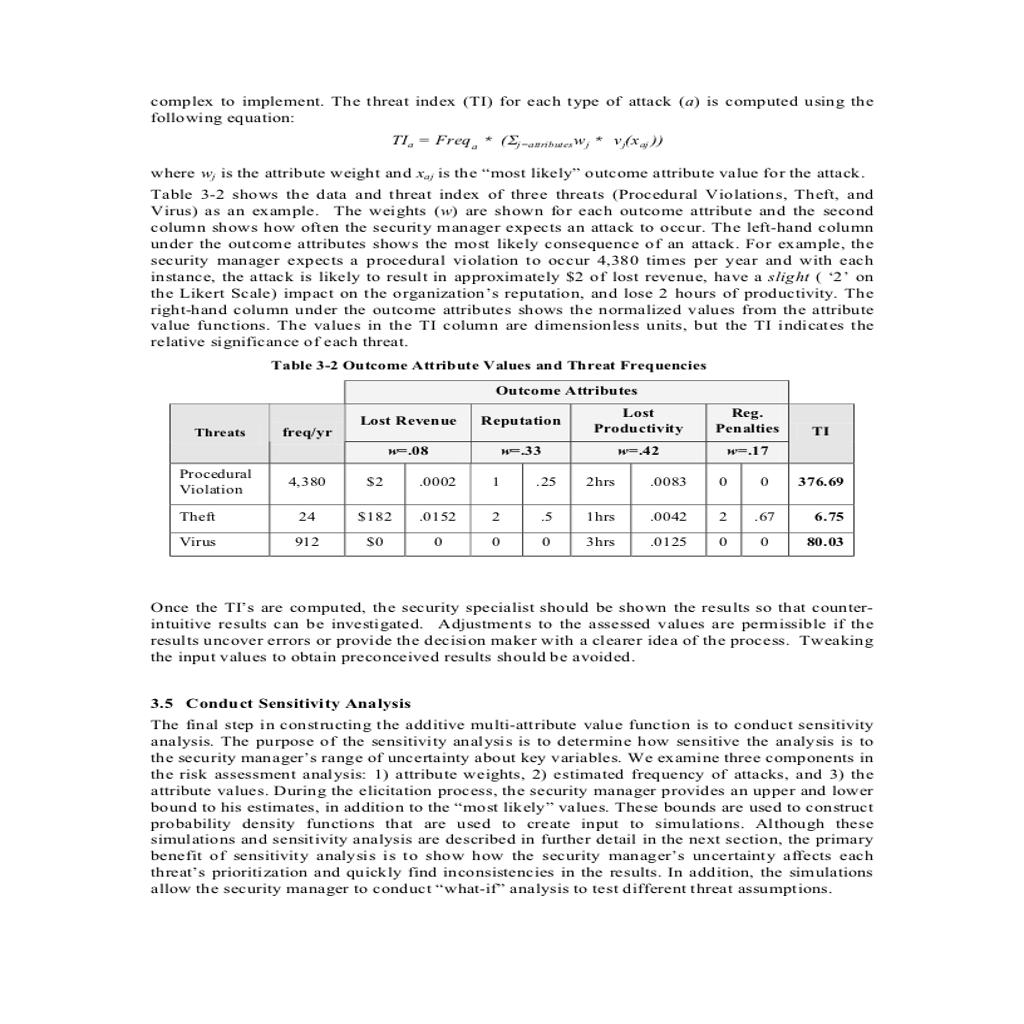 complex to implement. The threat index (TI) for each type of attack (a) is computed using the
following equation:
TIa = Freq a * (Σj=attributes wj * vj(xaj))
where wj is the attribute weight and xaj is the “most likely” outcome attribute value for the attack.
Table 3-2 shows the data and threat index of three threats (Procedural Violations, Theft, and
Virus) as an example. The weights (w) are shown for each outcome attribute and the second
column shows how often the security manager expects an attack to occur. The left-hand column
under the outcome attributes shows the most likely consequence of an attack. For example, the
security manager expects a procedural violation to occur 4,380 times per year and with each
instance, the attack is likely to result in approximately $2 of lost revenue, have a slight ( ‘2’ on
the Likert Scale) impact on the organization’s reputation, and lose 2 hours of productivity. The
right-hand column under the outcome attributes shows the normalized values from the attribute
value functions. The values in the TI column are dimensionless units, but the TI indicates the
relative significance of each threat.
Table 3-2 Outcome Attribute Values and Threat Frequencies
Outcome Attributes
Threats freq/yr Lost Revenue Reputation Lost Productivity Reg. Penalties TI
w=.08 w=.33 w=.42 w=.17
Procedural Violation 4,380 $2 .0002 1 .25 2hrs .0083 0 0 376.69
Theft 24 $182 .0152 2 .5 1hrs .0042 2 .67 6.75
Virus 912 $0 0 0 0 3hrs .0125 0 0 80.03
Once the TI’s are computed, the security specialist should be shown the results so that counter-
intuitive results can be investigated. Adjustments to the assessed values are permissible if the
results uncover errors or provide the decision maker with a clearer idea of the process. Tweaking
the input values to obtain preconceived results should be avoided.
3.5 Conduct Sensitivity Analysis
The final step in constructing the additive multi-attribute value function is to conduct sensitivity
analysis. The purpose of the sensitivity analysis is to determine how sensitive the analysis is to
the security manager’s range of uncertainty about key variables. We examine three components in
the risk assessment analysis: 1) attribute weights, 2) estimated frequency of attacks, and 3) the
attribute values. During the elicitation process, the security manager provides an upper and lower
bound to his estimates, in addition to the “most likely” values. These bounds are used to construct
probability density functions that are used to create input to simulations. Although these
simulations and sensitivity analysis are described in further detail in the next section, the primary
benefit of sensitivity analysis is to show how the security manager’s uncertainty affects each
threat’s prioritization and quickly find inconsistencies in the results. In addition, the simulations
allow the security manager to conduct “what-if” analysis to test different threat assumptions.